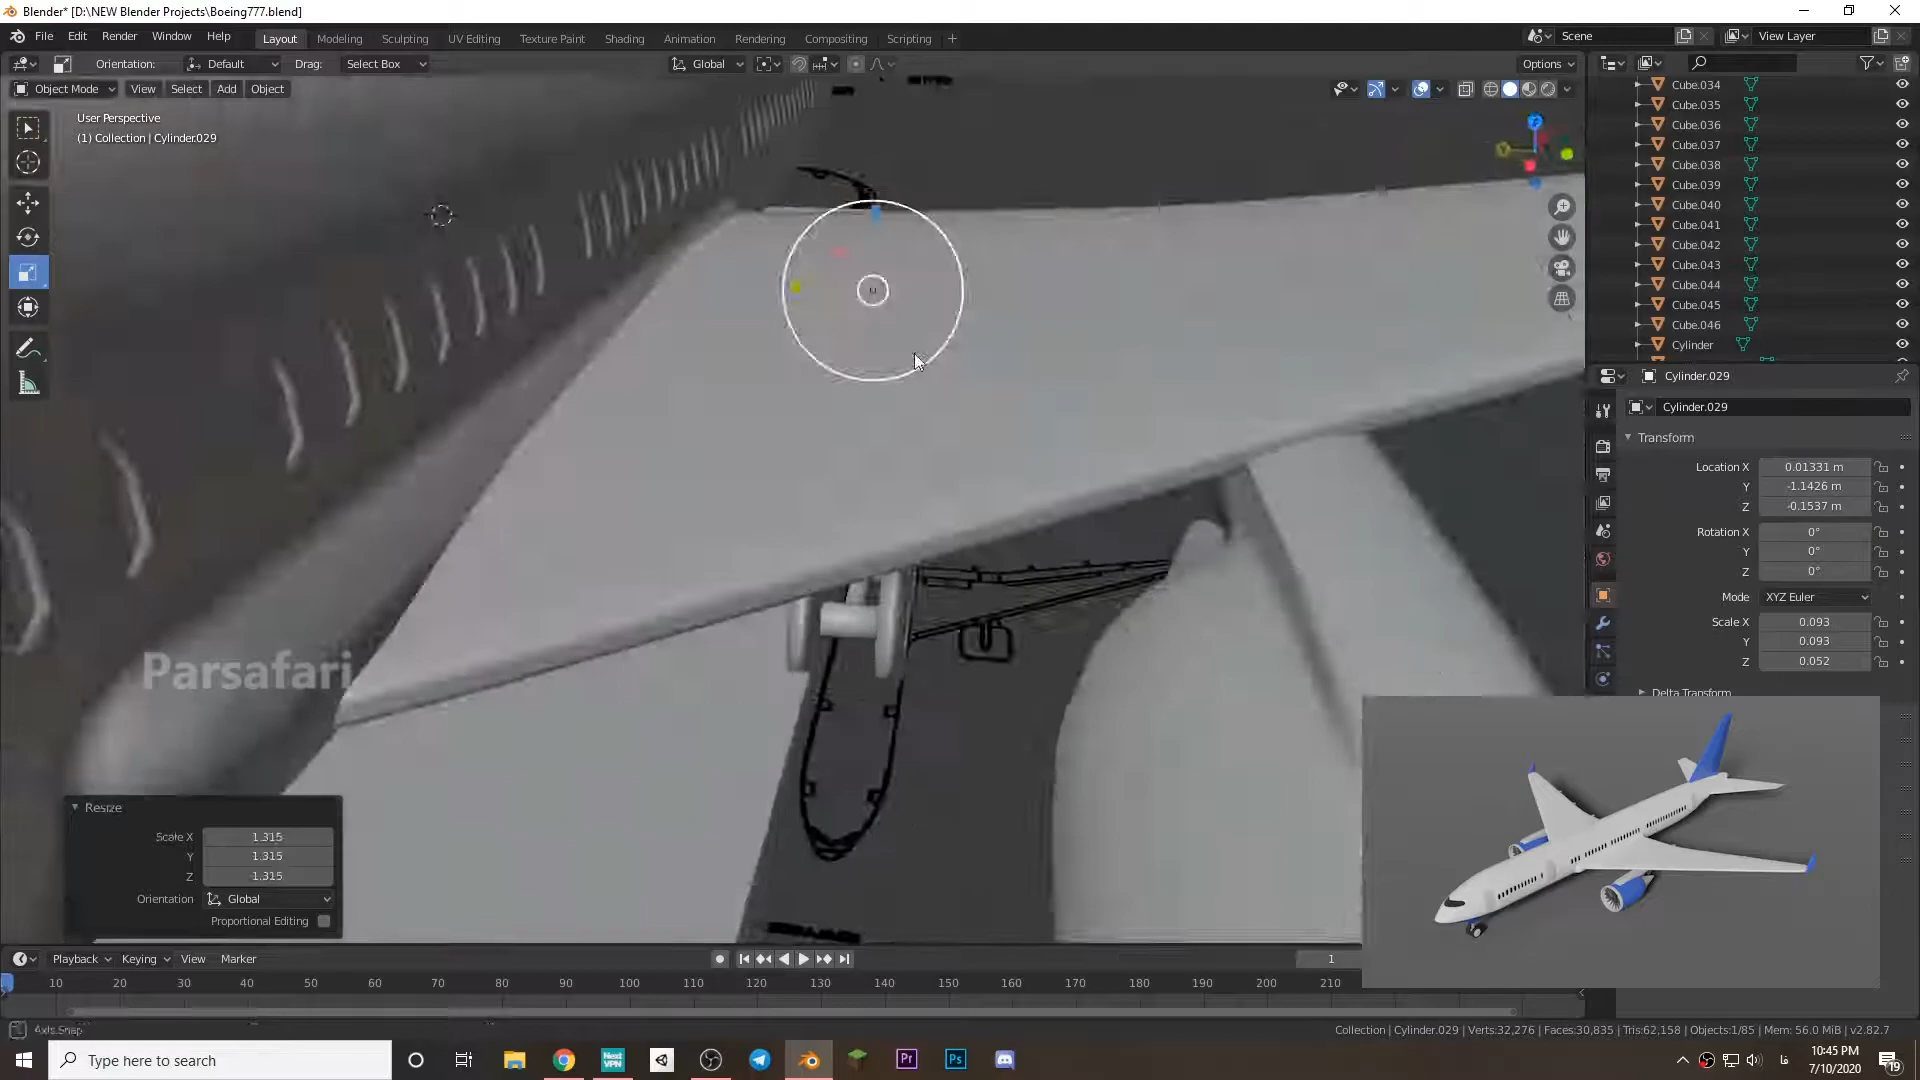 Blender* [D:\NEW Blender Projects\Boeing777.blend]
File Edit Render Window Help Layout Modeling Sculpting UV Editing Texture Paint Shading Animation Rendering Compositing Scripting + Scene View Layer
Orientation: Default Drag: Select Box Global Options
Object Mode View Select Add Object
User Perspective
(1) Collection | Cylinder.029
Cube.034
Cube.035
Cube.036
Cube.037
Cube.038
Cube.039
Cube.040
Cube.041
Cube.042
Cube.043
Cube.044
Cube.045
Cube.046
Cylinder
Cylinder.029
Cylinder.029
Transform
Location X 0.01331 m
Y -1.1426 m
Z -0.1537 m
Rotation X 0°
Y 0°
Z 0°
Mode XYZ Euler
Scale X 0.093
Y 0.093
Z 0.052
Delta Transform
Parsafari
Resize
Scale X 1.315
Y 1.315
Z 1.315
Orientation Global
Proportional Editing
Playback Keying View Marker 1
10 20 30 40 50 60 70 80 90 100 110 120 130 140 150 160 170 180 190 200 210
Axis Snap
Collection | Cylinder.029 | Verts:32,276 | Faces:30,835 | Tris:62,158 | Objects:1/85 | Mem: 56.0 MiB | v2.82.7
Type here to search
Next
VPN
Pr
Ps
فا
10:45 PM
7/10/2020
19